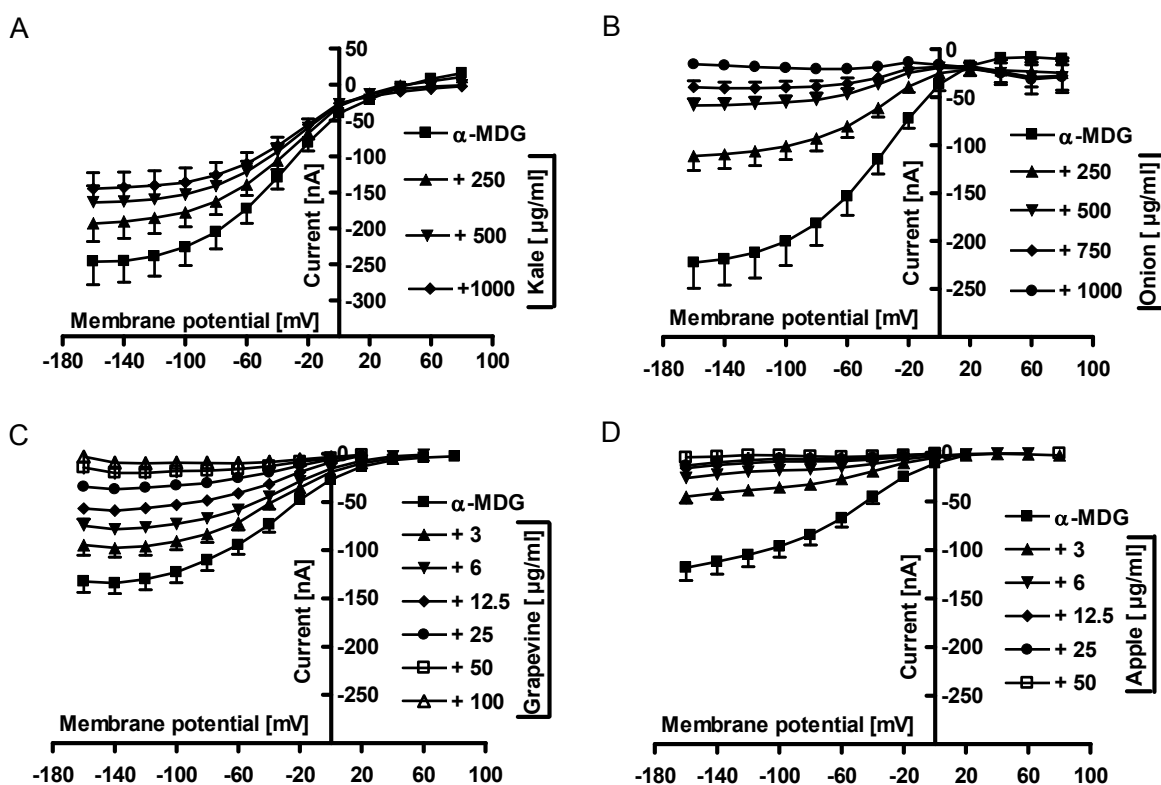 A
50
0
-50
-100
-150
-200
-250
-300
Current [nA]
Membrane potential [mV]
-180 -140 -100 -60 -20 20 60 100
α-MDG
+ 250
+ 500
+1000
Kale [ µg/ml]
B
0
-50
-100
-150
-200
-250
Current [nA]
Membrane potential [mV]
-180 -140 -100 -60 -20 20 60 100
α-MDG
+ 250
+ 500
+ 750
+ 1000
Onion [ µg/ml]
C
0
-50
-100
-150
-200
-250
Current [nA]
Membrane potential [mV]
-180 -140 -100 -60 -20 20 60 100
α-MDG
+ 3
+ 6
+ 12.5
+ 25
+ 50
+ 100
Grapevine [ µg/ml]
D
0
-50
-100
-150
-200
-250
Current [nA]
Membrane potential [mV]
-180 -140 -100 -60 -20 20 60 100
α-MDG
+ 3
+ 6
+ 12.5
+ 25
+ 50
Apple [ µg/ml]